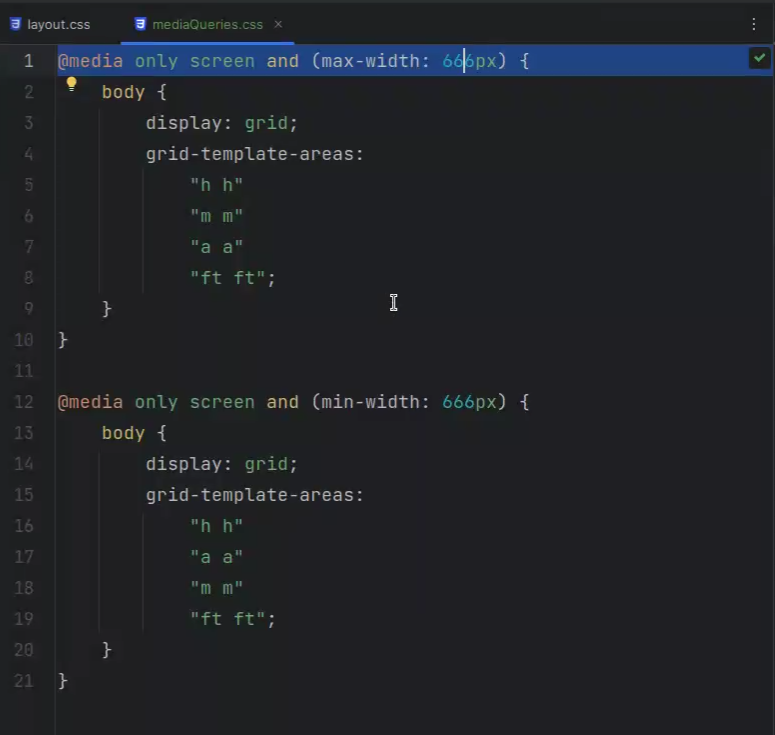 layout.css mediaQueries.css ×
1 @media only screen and (max-width: 666px) {
2 body {
3 display: grid;
4 grid-template-areas:
5 "h h"
6 "m m"
7 "a a"
8 "ft ft";
9 }
10 }
11
12 @media only screen and (min-width: 666px) {
13 body {
14 display: grid;
15 grid-template-areas:
16 "h h"
17 "a a"
18 "m m"
19 "ft ft";
20 }
21 }